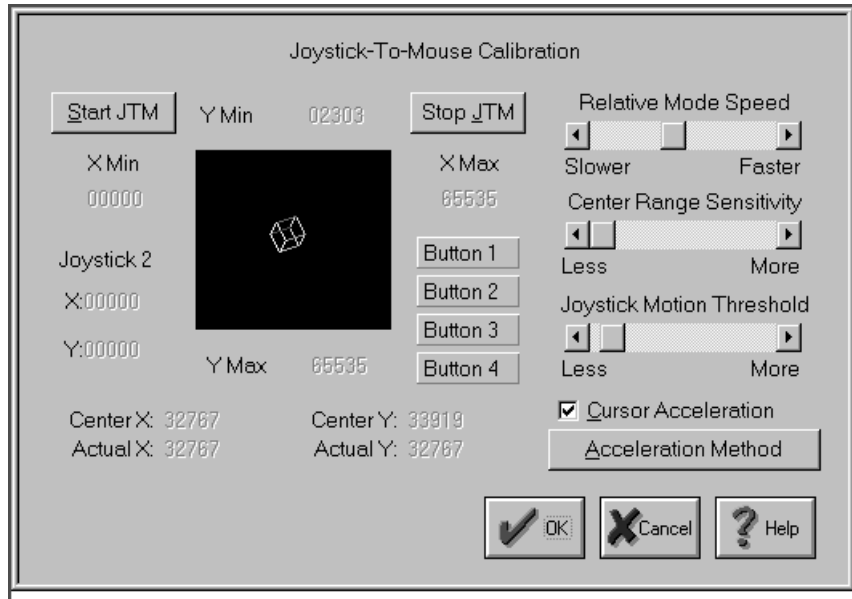 Joystick-To-Mouse Calibration
Start JTM
Y Min 02303
Stop JTM
X Min
00000
X Max
65535
Joystick 2
X:00000
Y:00000
Button 1
Button 2
Button 3
Button 4
Y Max 65535
Center X: 32767
Center Y: 33919
Actual X: 32767
Actual Y: 32767
Relative Mode Speed
Slower Faster
Center Range Sensitivity
Less More
Joystick Motion Threshold
Less More
Cursor Acceleration
Acceleration Method
OK
Cancel
Help